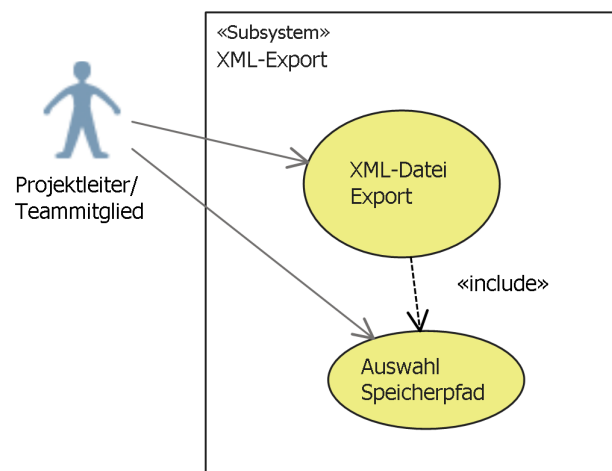 «Subsystem»
XML-Export
Projektleiter/
Teammitglied
XML-Datei
Export
«include»
Auswahl
Speicherpfad